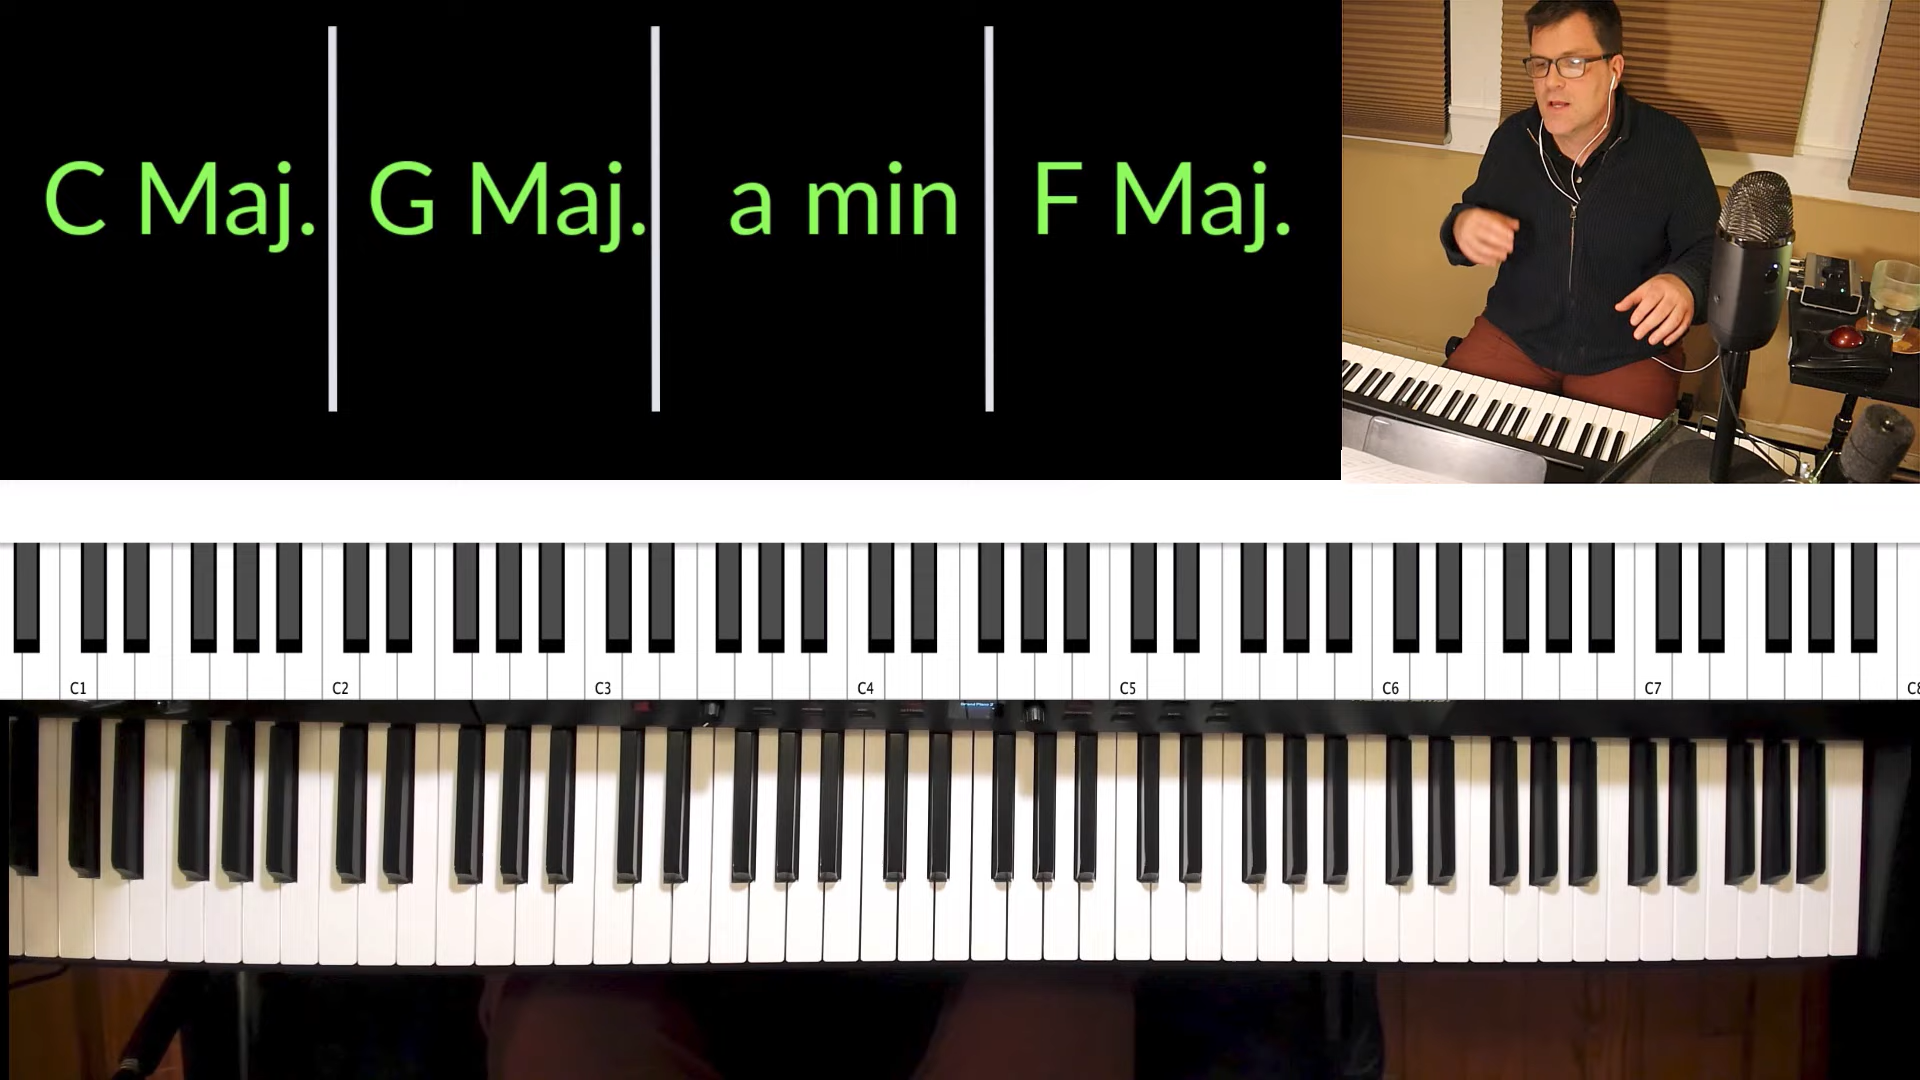 C Maj. G Maj. a min F Maj.
C1 C2 C3 C4 C5 C6 C7 C8